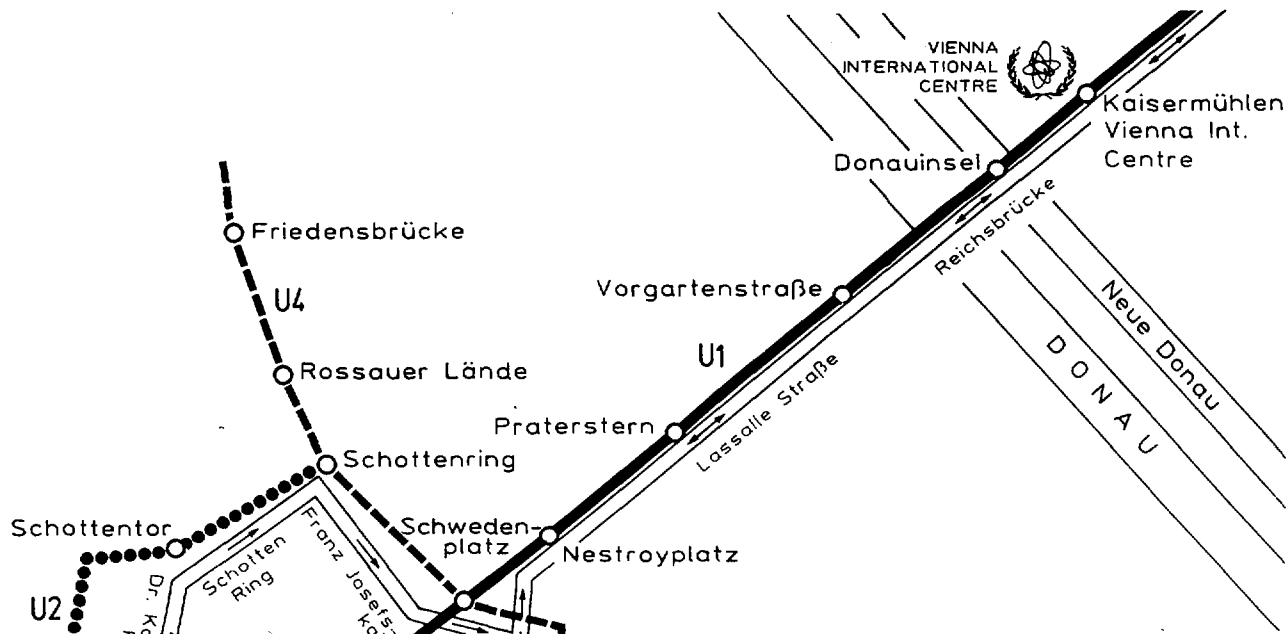 VIENNA
INTERNATIONAL
CENTRE
Kaisermühlen
Vienna Int.
Centre
Donauinsel
Reichsbrücke
Friedensbrücke
U4
Vorgartenstraße
Neue Donau
U1
DONAU
Rossauer Lände
Lassalle Straße
Praterstern
Schottenring
Schottentor
Schweden-
platz
Nestroyplatz
Schotten
Ring
Franz Josefs-
U2
Dr.